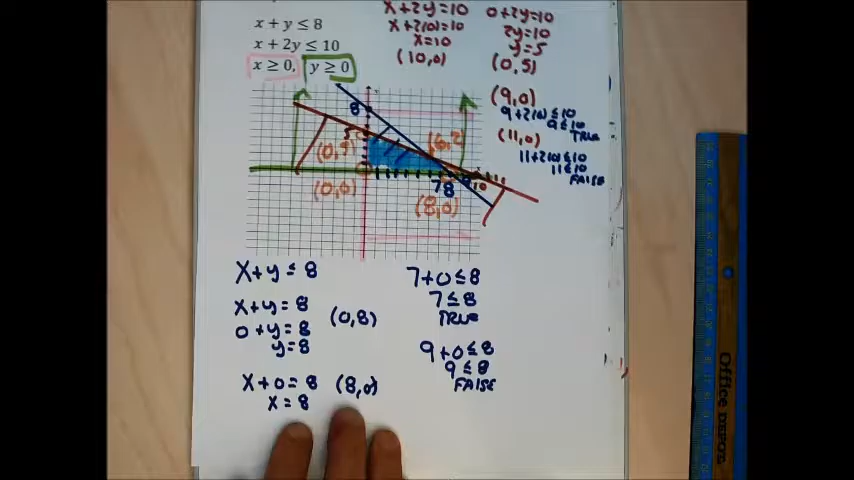 x + y ≤ 8
x + 2y ≤ 10
x ≥ 0, y ≥ 0
x+2y=10
x+2(0)=10
x=10
(10,0)
0+2y=10
2y=10
y=5
(0,5)
(9,0)
9+2(0)≤10
9≤10
TRUE
(11,0)
11+2(0)≤10
11≤10
FALSE
8
5
(0,5)
(6,2)
(0,0)
7 8
10
(8,0)
x+y≤8
x+y=8
0+y=8
y=8
(0,8)
x+0=8 (8,0)
x=8
7+0≤8
7≤8
TRUE
9+0≤8
9≤8
FALSE
OFFICE DEPOT